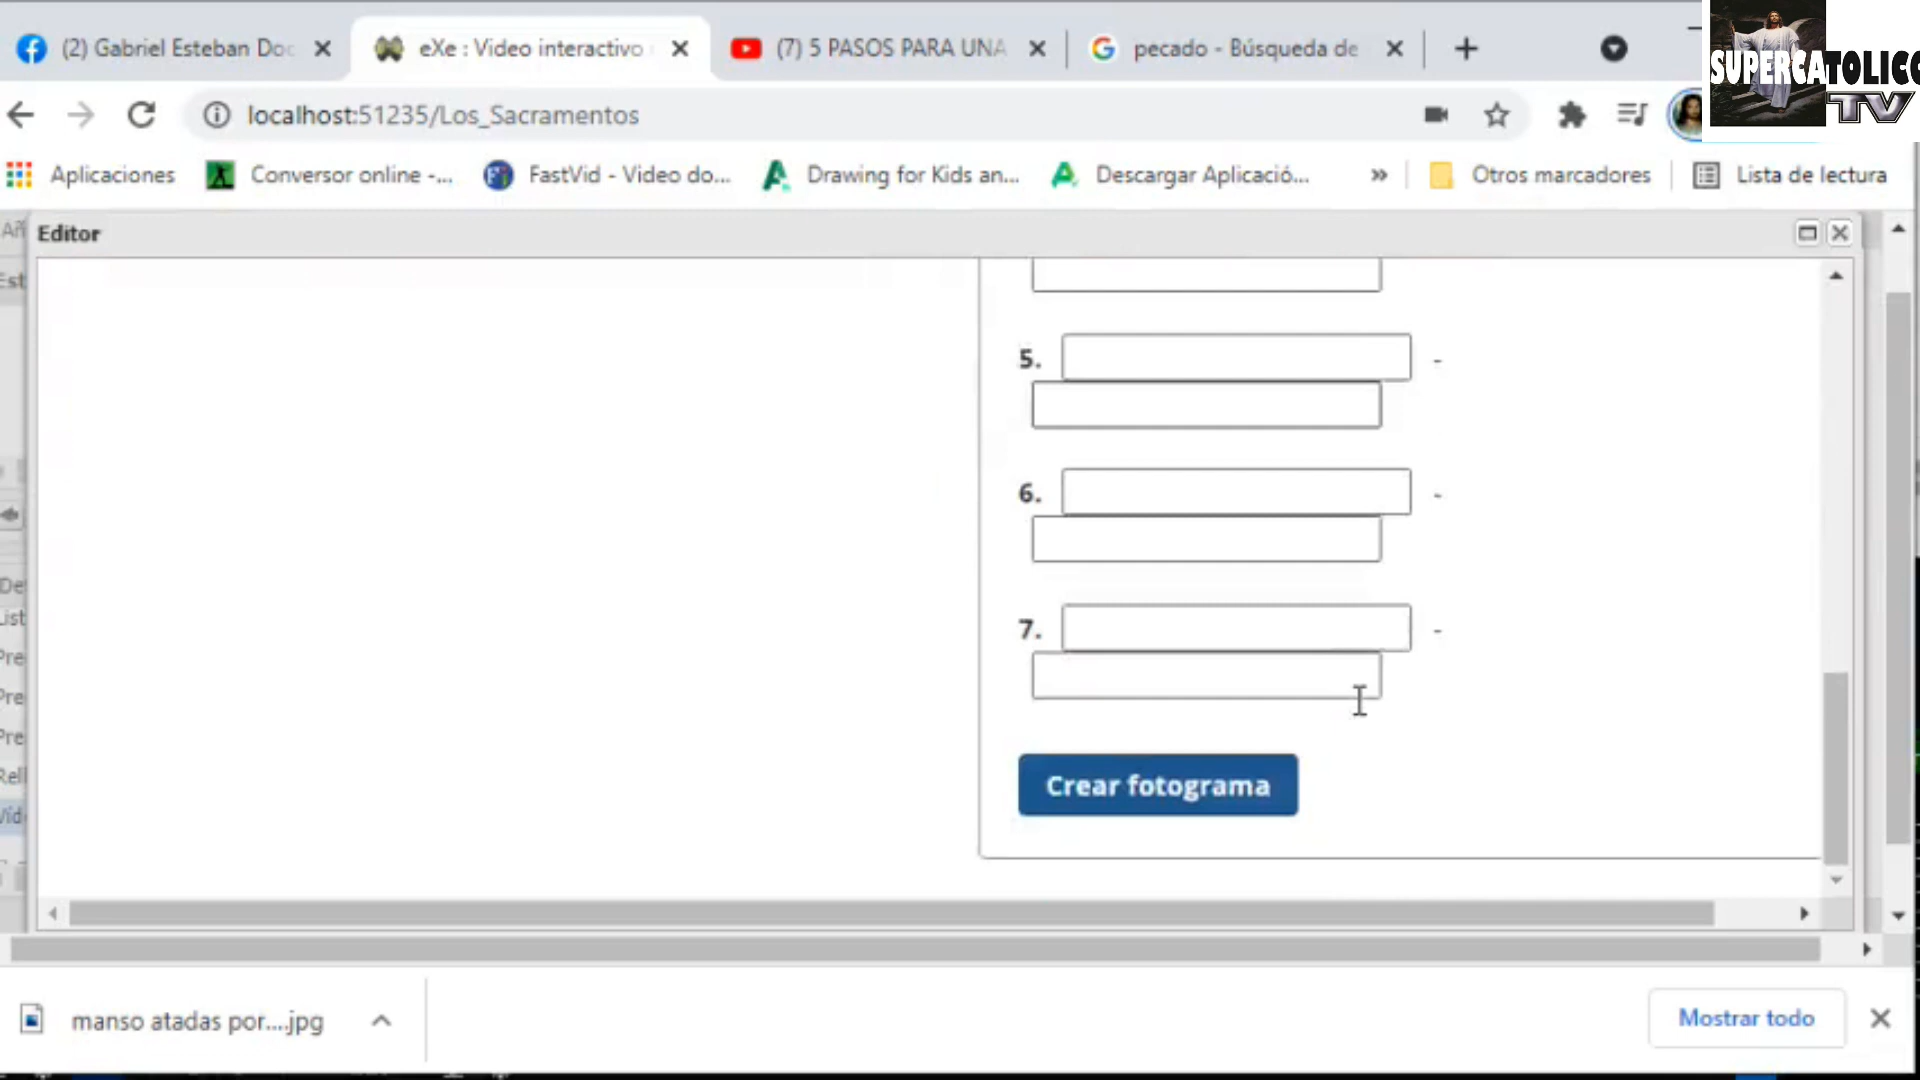 (2) Gabriel Esteban Doc
eXe : Video interactivo
(7) 5 PASOS PARA UNA
pecado - Búsqueda de
SUPERCATOLICO
TV
localhost:51235/Los_Sacramentos
Aplicaciones
Conversor online -...
FastVid - Video do...
Drawing for Kids an...
Descargar Aplicació...
»
Otros marcadores
Lista de lectura
Editor
5.
-
6.
-
7.
-
Crear fotograma
manso atadas por....jpg
Mostrar todo